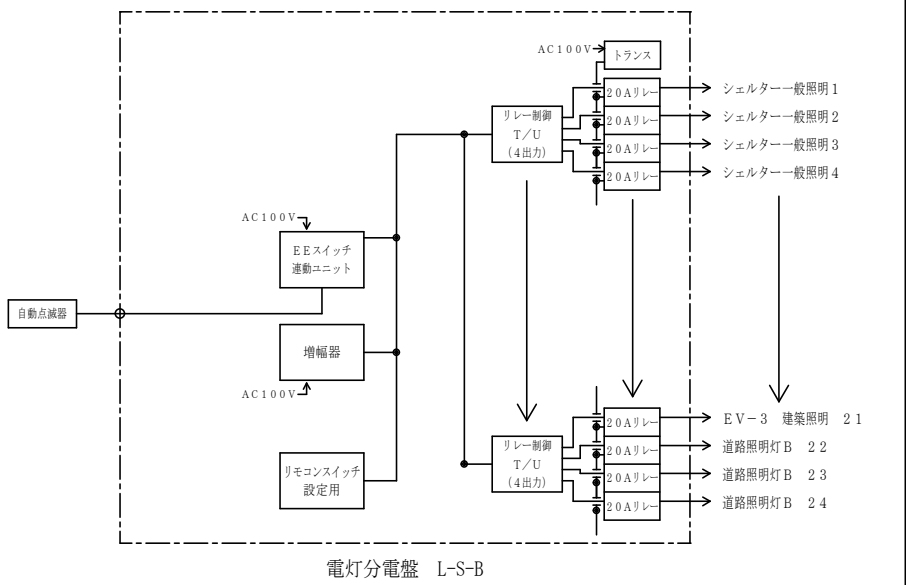 AC100V
トランス
20Aリレー
シェルター一般照明1
リレー制御
T/U
(4出力)
20Aリレー
シェルター一般照明2
20Aリレー
シェルター一般照明3
20Aリレー
シェルター一般照明4
AC100V
EEスイッチ
連動ユニット
自動点滅器
増幅器
AC100V
リモコンスイッチ
設定用
リレー制御
T/U
(4出力)
20Aリレー
EV-3 建築照明 21
20Aリレー
道路照明灯B 22
20Aリレー
道路照明灯B 23
20Aリレー
道路照明灯B 24
電灯分電盤 L-S-B